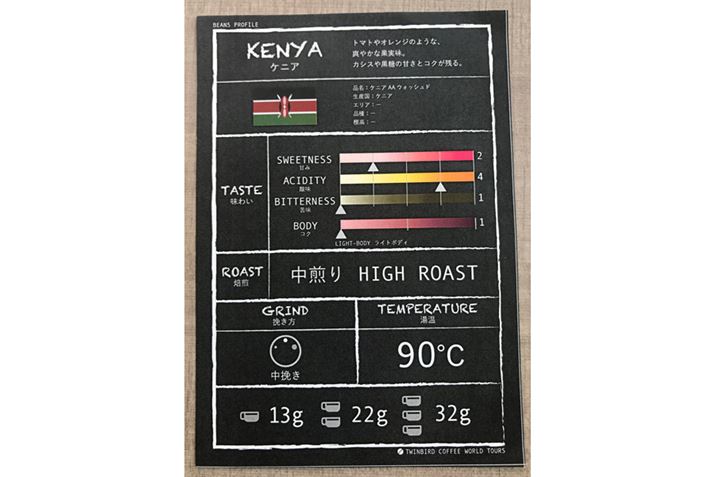 BEANS PROFILE
KENYA
ケニア
トマトやオレンジのような、
爽やかな果実味。
カシスや黒糖の甘さとコクが残る。
品名：ケニア AA ウォッシュド
生産国：ケニア
エリア：ー
品種：ー
標高：ー
TASTE
味わい
SWEETNESS 2
甘み
ACIDITY 4
酸味
BITTERNESS 1
苦味
BODY 1
コク
LIGHT-BODY ライトボディ
ROAST
焙煎
中煎り HIGH ROAST
GRIND
挽き方
中挽き
TEMPERATURE
湯温
90℃
13g 22g 32g
TWINBIRD COFFEE WORLD TOURS